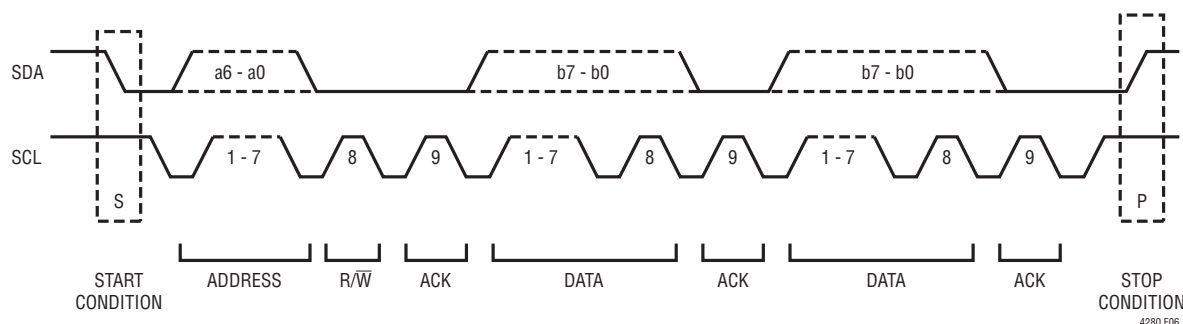 SDA
a6 - a0
b7 - b0
b7 - b0
SCL
1 - 7
8
9
1 - 7
8
9
1 - 7
8
9
S
P
START
CONDITION
ADDRESS
R/W̅
ACK
DATA
ACK
DATA
ACK
STOP
CONDITION
4280 F06